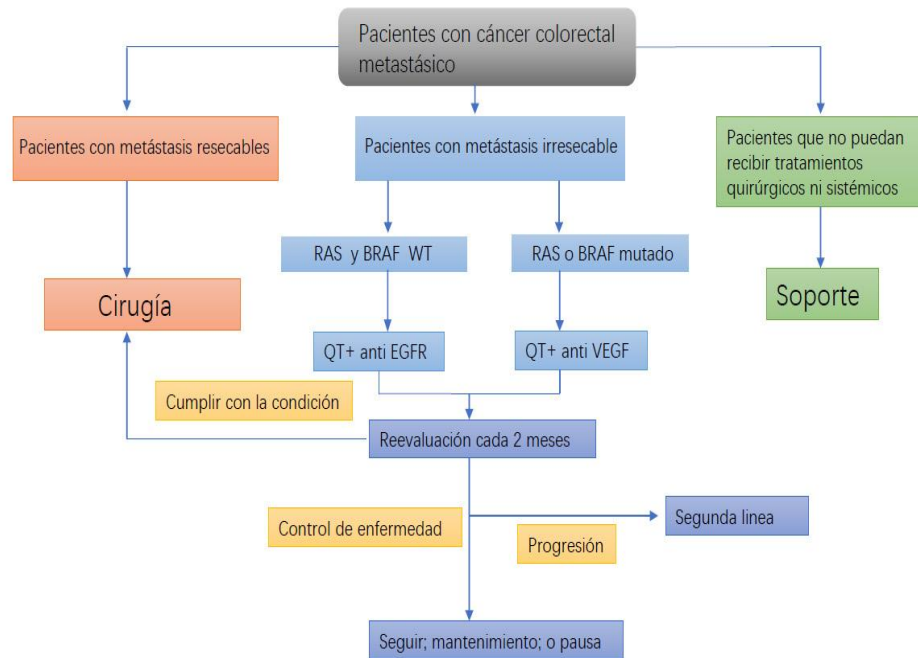 Pacientes con cáncer colorectal
metastásico
Pacientes con metástasis resecables
Pacientes con metástasis irresecable
Pacientes que no puedan
recibir tratamientos
quirúrgicos ni sistémicos
RAS y BRAF WT
RAS o BRAF mutado
Cirugía
Soporte
QT+ anti EGFR
QT+ anti VEGF
Cumplir con la condición
Reevaluación cada 2 meses
Control de enfermedad
Segunda linea
Progresión
Seguir; mantenimiento; o pausa